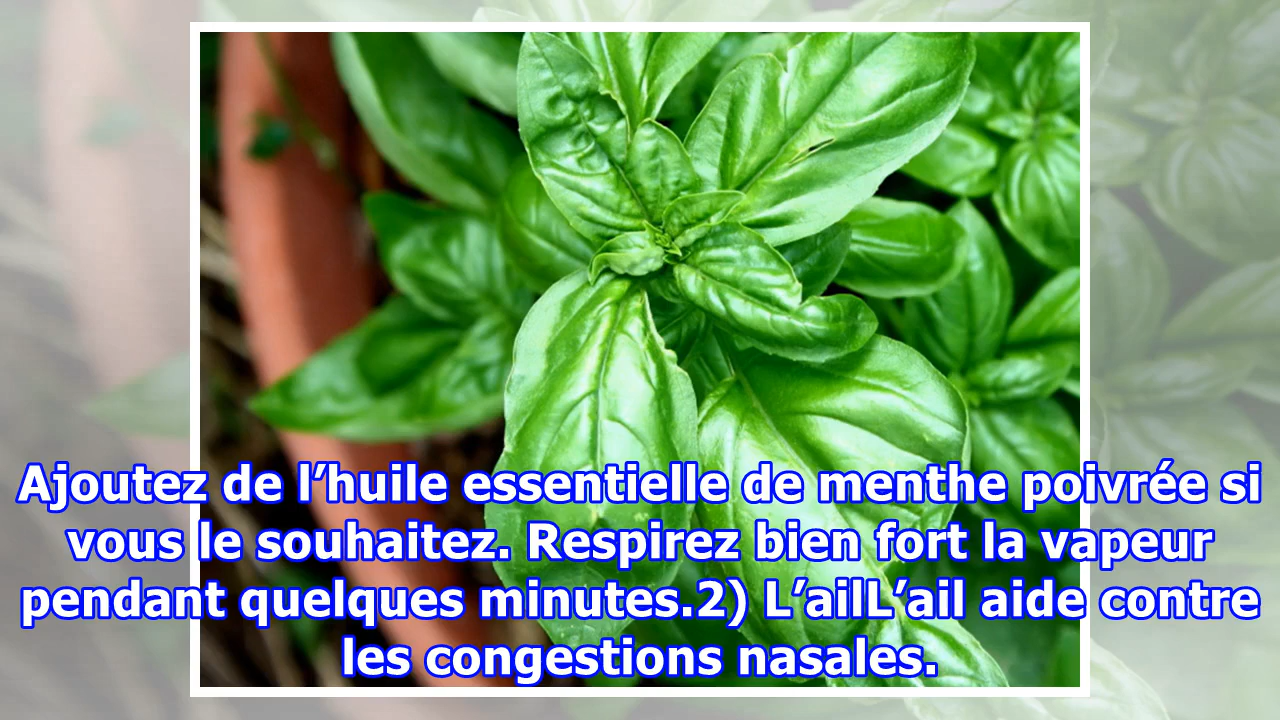 Ajoutez de l’huile essentielle de menthe poivrée si
vous le souhaitez. Respirez bien fort la vapeur
pendant quelques minutes.2) L’ailL’ail aide contre
les congestions nasales.